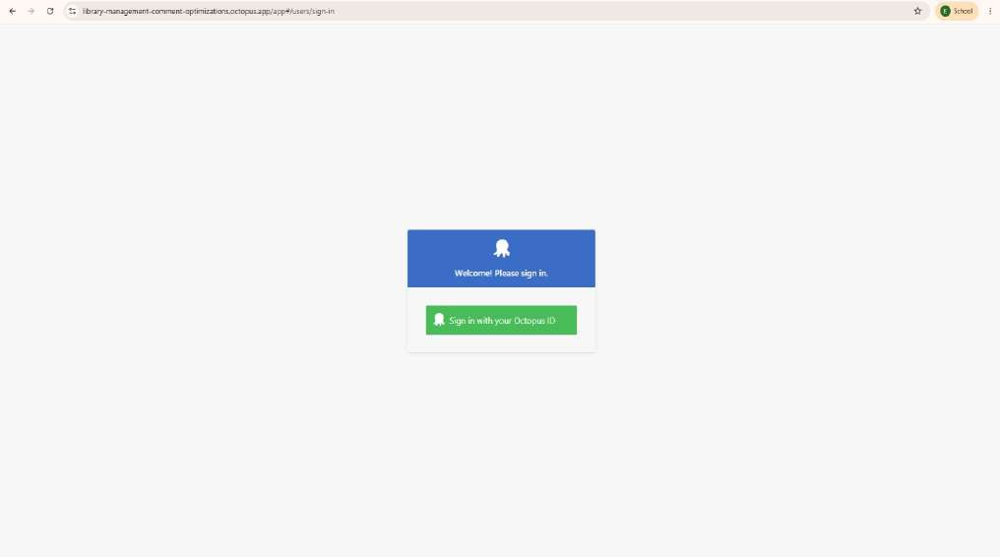 library-management-comment-optimizations.octopus.app/app#/users/sign-in
E School
Welcome! Please sign in.
Sign in with your Octopus ID